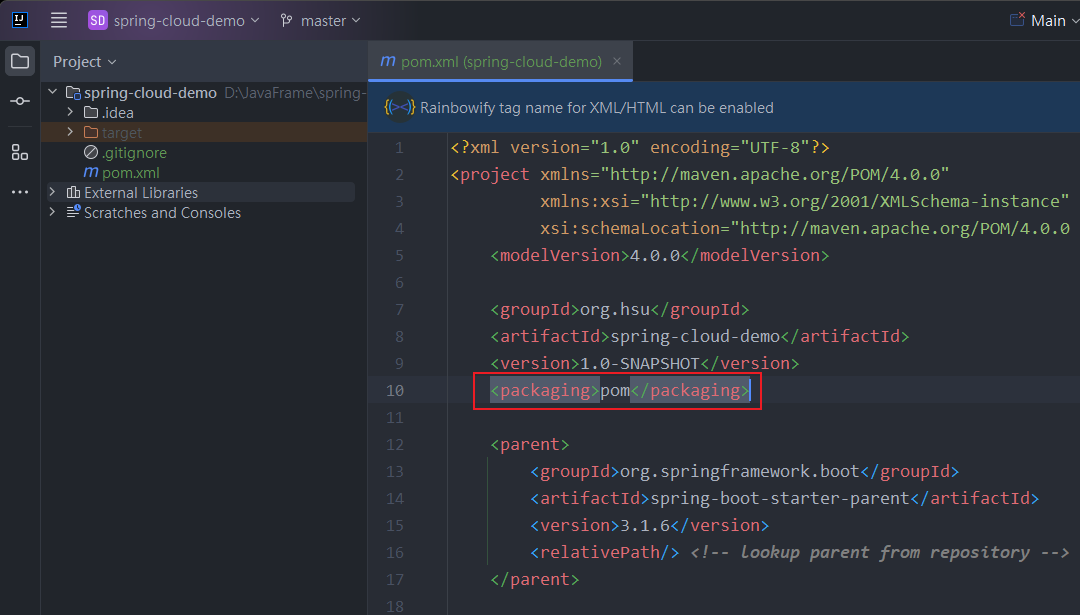 SD spring-cloud-demo master Main
Project
spring-cloud-demo D:\JavaFrame\spring-
.idea
target
.gitignore
pom.xml
External Libraries
Scratches and Consoles
pom.xml (spring-cloud-demo)
Rainbowify tag name for XML/HTML can be enabled
1 <?xml version="1.0" encoding="UTF-8"?>
2 <project xmlns="http://maven.apache.org/POM/4.0.0"
3 xmlns:xsi="http://www.w3.org/2001/XMLSchema-instance"
4 xsi:schemaLocation="http://maven.apache.org/POM/4.0.0
5 <modelVersion>4.0.0</modelVersion>
6
7 <groupId>org.hsu</groupId>
8 <artifactId>spring-cloud-demo</artifactId>
9 <version>1.0-SNAPSHOT</version>
10 <packaging>pom</packaging>
11
12 <parent>
13 <groupId>org.springframework.boot</groupId>
14 <artifactId>spring-boot-starter-parent</artifactId>
15 <version>3.1.6</version>
16 <relativePath/> <!-- lookup parent from repository -->
17 </parent>
18